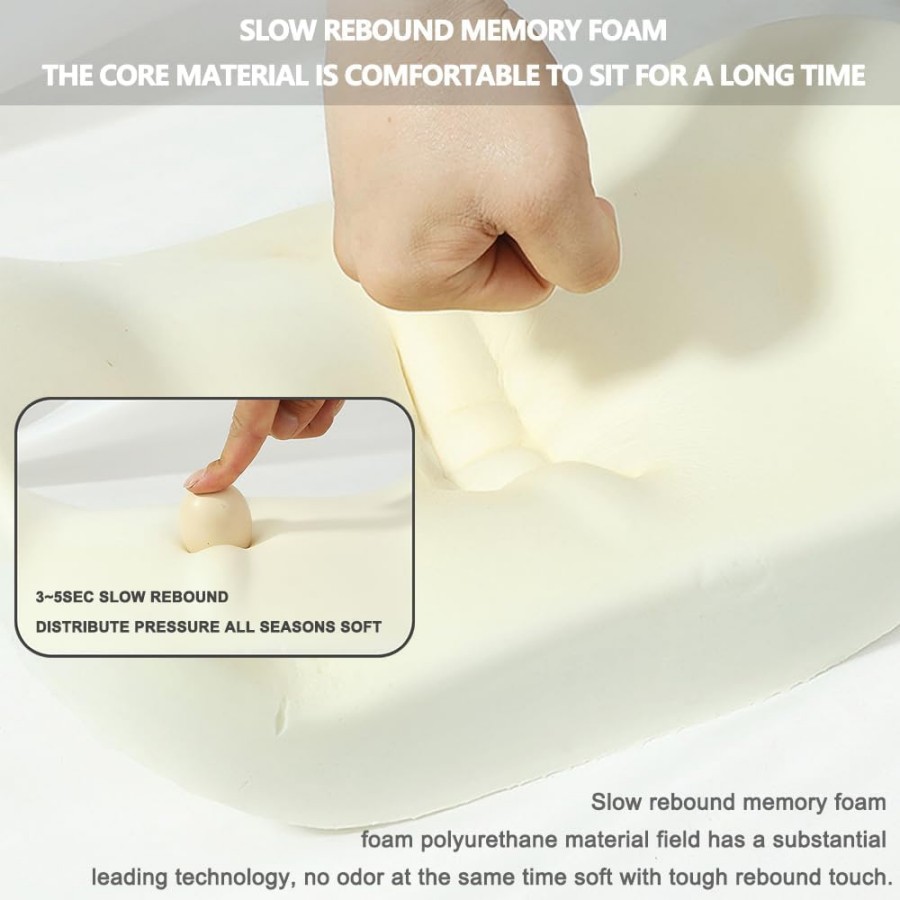 SLOW REBOUND MEMORY FOAM
THE CORE MATERIAL IS COMFORTABLE TO SIT FOR A LONG TIME
3~5SEC SLOW REBOUND
DISTRIBUTE PRESSURE ALL SEASONS SOFT
Slow rebound memory foam
foam polyurethane material field has a substantial
leading technology, no odor at the same time soft with tough rebound touch.